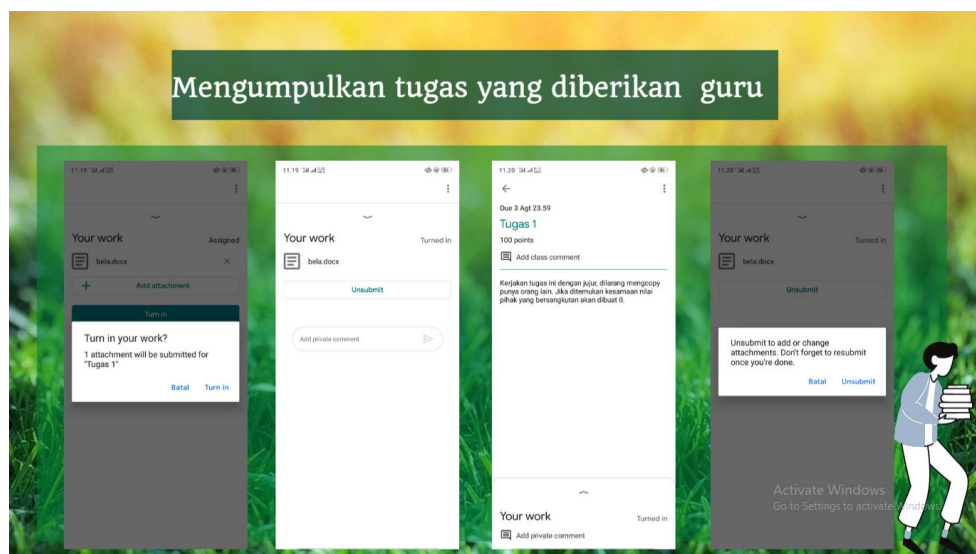 Mengumpulkan tugas yang diberikan guru
11.19
Your work
Assigned
bela.docx
Add attachment
Turn in
Turn in your work?
1 attachment will be submitted for
"Tugas 1"
Batal
Turn in
11.19
Your work
Turned in
bela.docx
Unsubmit
Add private comment
11.20
Due 3 Agt 23.59
Tugas 1
100 points
Add class comment
Kerjakan tugas ini dengan jujur, dilarang mengcopy
punya orang lain. Jika ditemukan kesamaan nilai
pihak yang bersangkutan akan dibuat 0.
Your work
Turned in
Add private comment
11.20
Your work
Turned in
bela.docx
Unsubmit
Unsubmit to add or change
attachments. Don't forget to resubmit
once you're done.
Batal
Unsubmit
Activate Windows
Go to Settings to activate Windows.